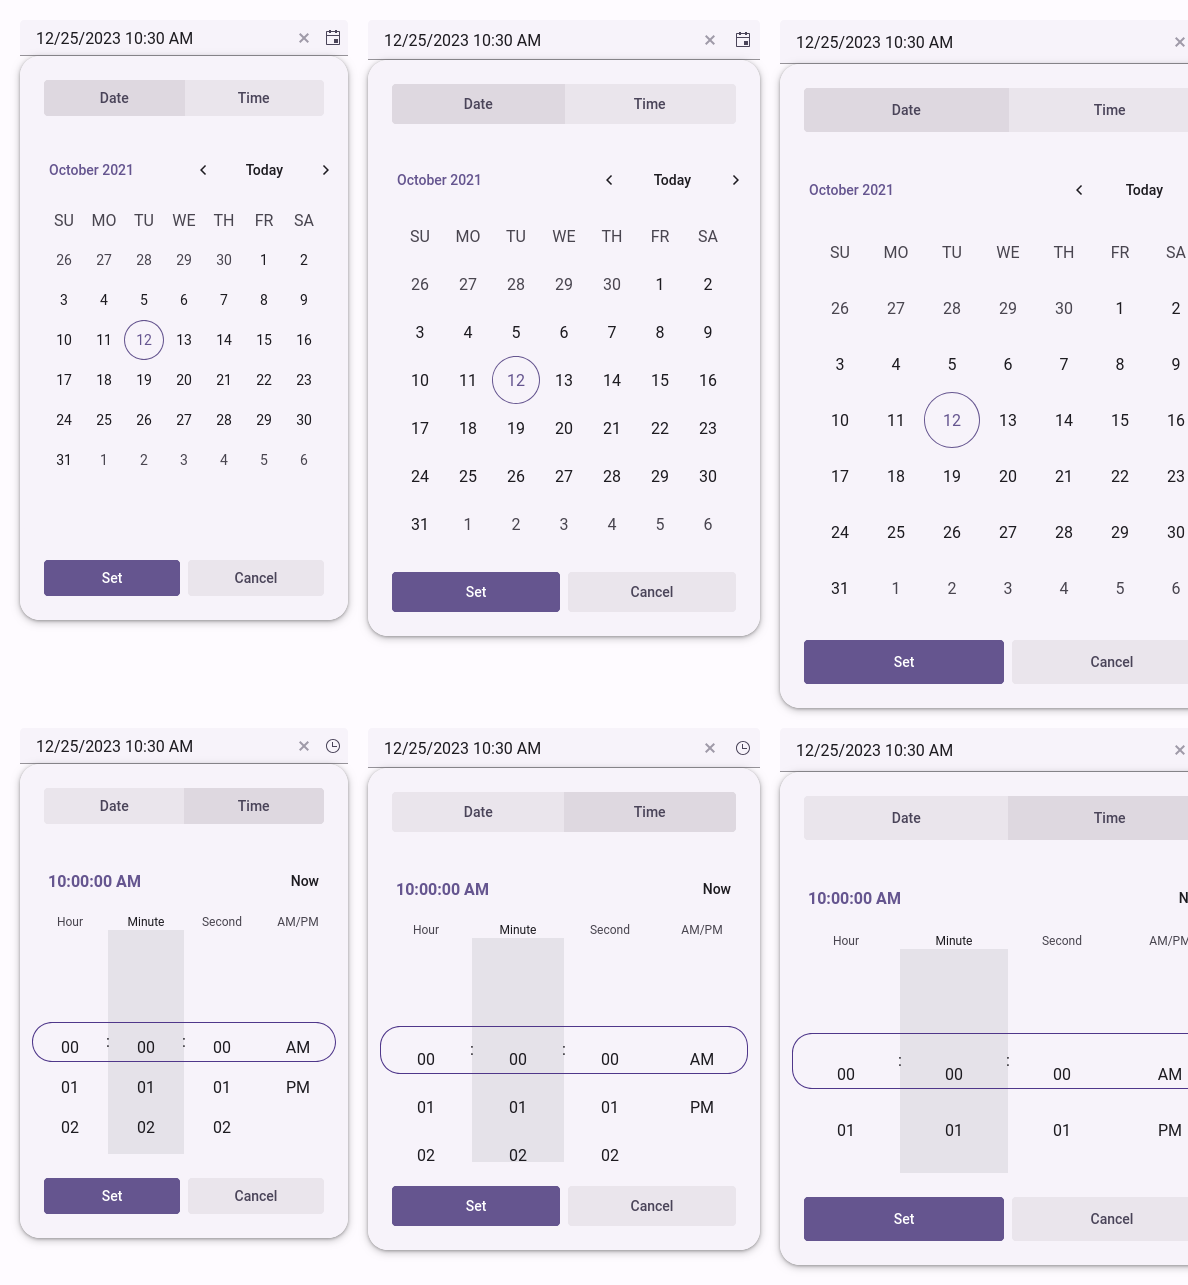 12/25/2023 10:30 AM
Date Time
October 2021 Today
SU MO TU WE TH FR SA
26 27 28 29 30 1 2
3 4 5 6 7 8 9
10 11 12 13 14 15 16
17 18 19 20 21 22 23
24 25 26 27 28 29 30
31 1 2 3 4 5 6
Set Cancel
12/25/2023 10:30 AM
Date Time
October 2021 Today
SU MO TU WE TH FR SA
26 27 28 29 30 1 2
3 4 5 6 7 8 9
10 11 12 13 14 15 16
17 18 19 20 21 22 23
24 25 26 27 28 29 30
31 1 2 3 4 5 6
Set Cancel
12/25/2023 10:30 AM
Date Time
October 2021 Today
SU MO TU WE TH FR SA
26 27 28 29 30 1 2
3 4 5 6 7 8 9
10 11 12 13 14 15 16
17 18 19 20 21 22 23
24 25 26 27 28 29 30
31 1 2 3 4 5 6
Set Cancel
12/25/2023 10:30 AM
Date Time
10:00:00 AM Now
Hour Minute Second AM/PM
00 : 00 : 00 AM
01 01 01 PM
02 02 02
Set Cancel
12/25/2023 10:30 AM
Date Time
10:00:00 AM Now
Hour Minute Second AM/PM
00 : 00 : 00 AM
01 01 01 PM
02 02 02
Set Cancel
12/25/2023 10:30 AM
Date Time
10:00:00 AM
Hour Minute Second AM/PM
00 : 00 : 00 AM
01 01 01 PM
Set Cancel